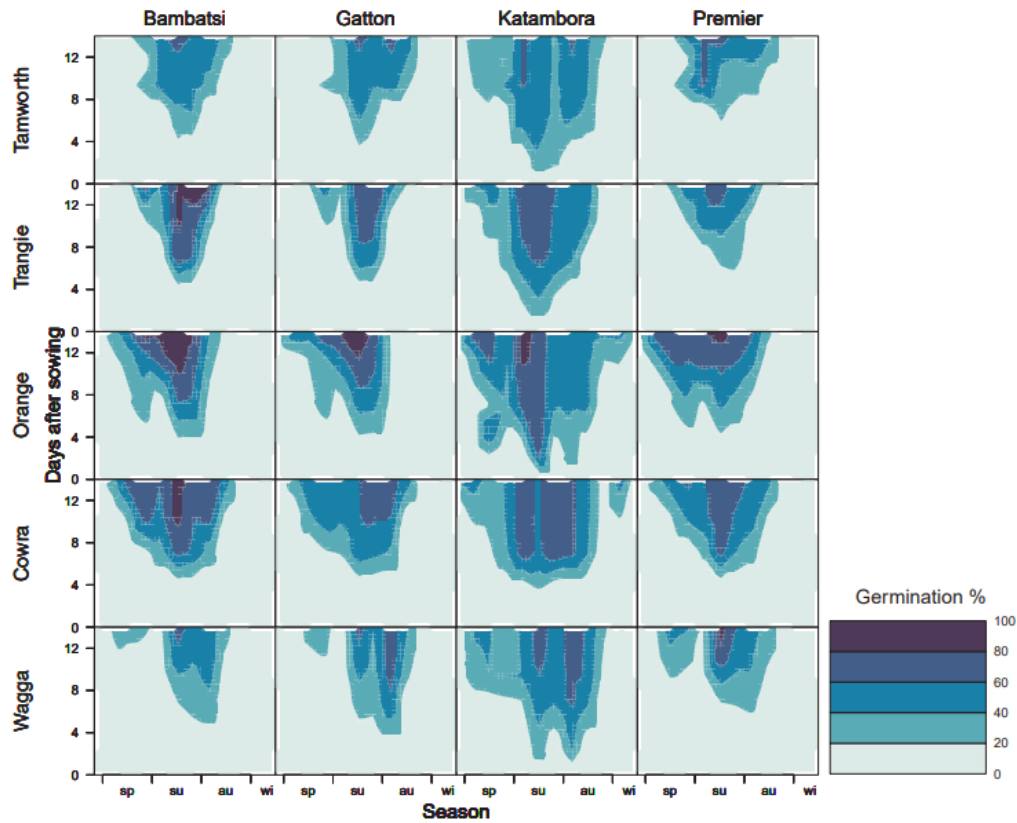 Bambatsi Gatton Katambora Premier
Tamworth
12
8
4
0
Trangie
12
8
4
0
Orange
12
8
4
0
Cowra
12
8
4
0
Wagga
12
8
4
0
Days after sowing
sp su au wi sp su au wi sp su au wi sp su au wi
Season
Germination %
100
80
60
40
20
0